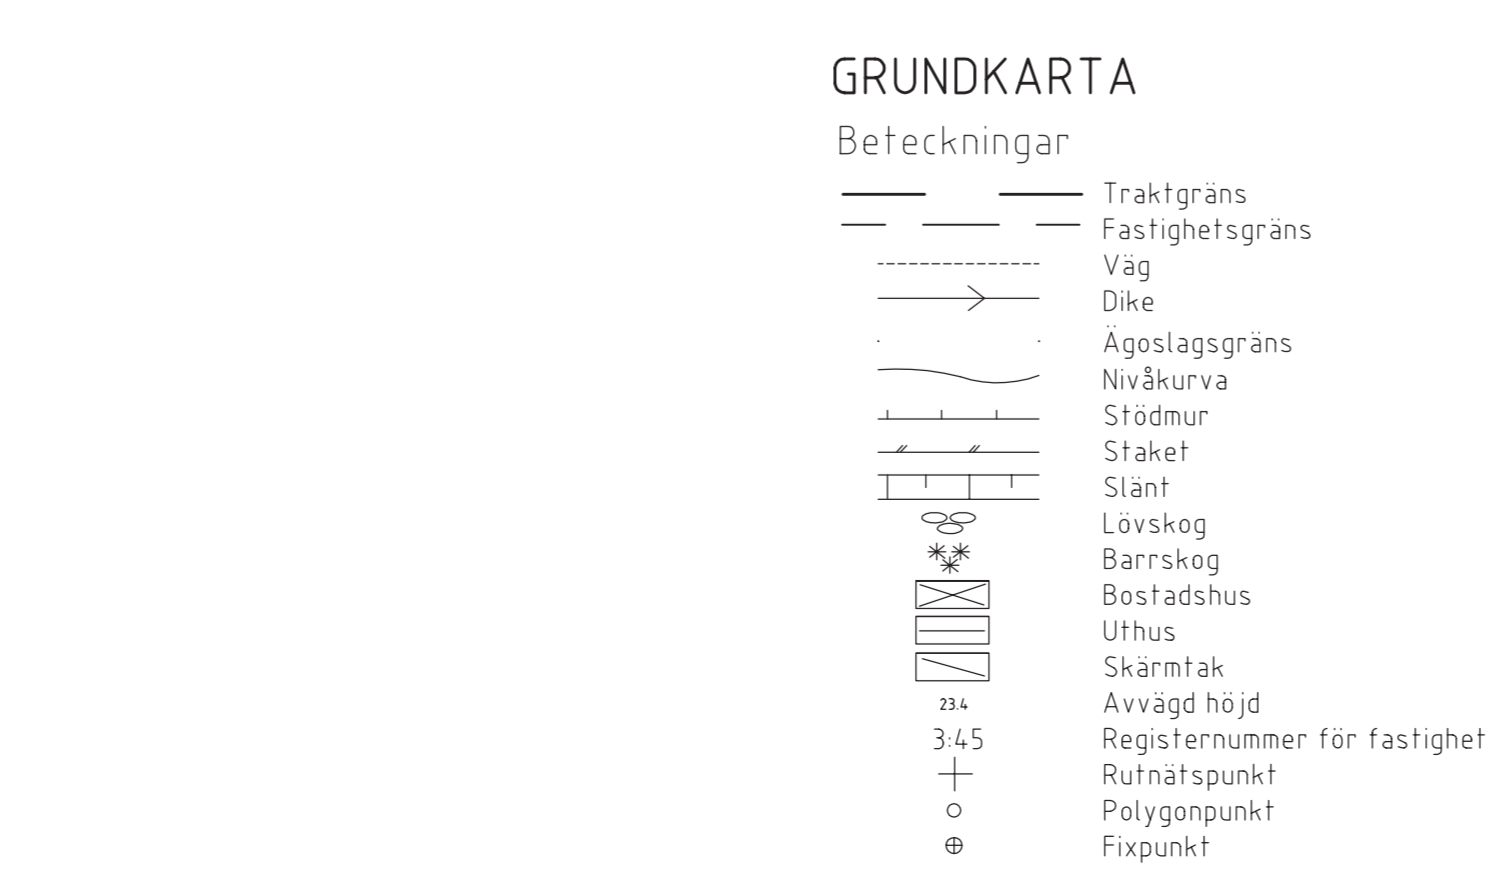 GRUNDKARTA
Beteckningar
Traktgräns
Fastighetsgräns
Väg
Dike
Ägoslagsgräns
Nivåkurva
Stödmur
Staket
Slänt
Lövskog
Barrskog
Bostadshus
Uthus
Skärmtak
23.4 Avvägd höjd
3:45 Registernummer för fastighet
Rutnätspunkt
Polygonpunkt
Fixpunkt